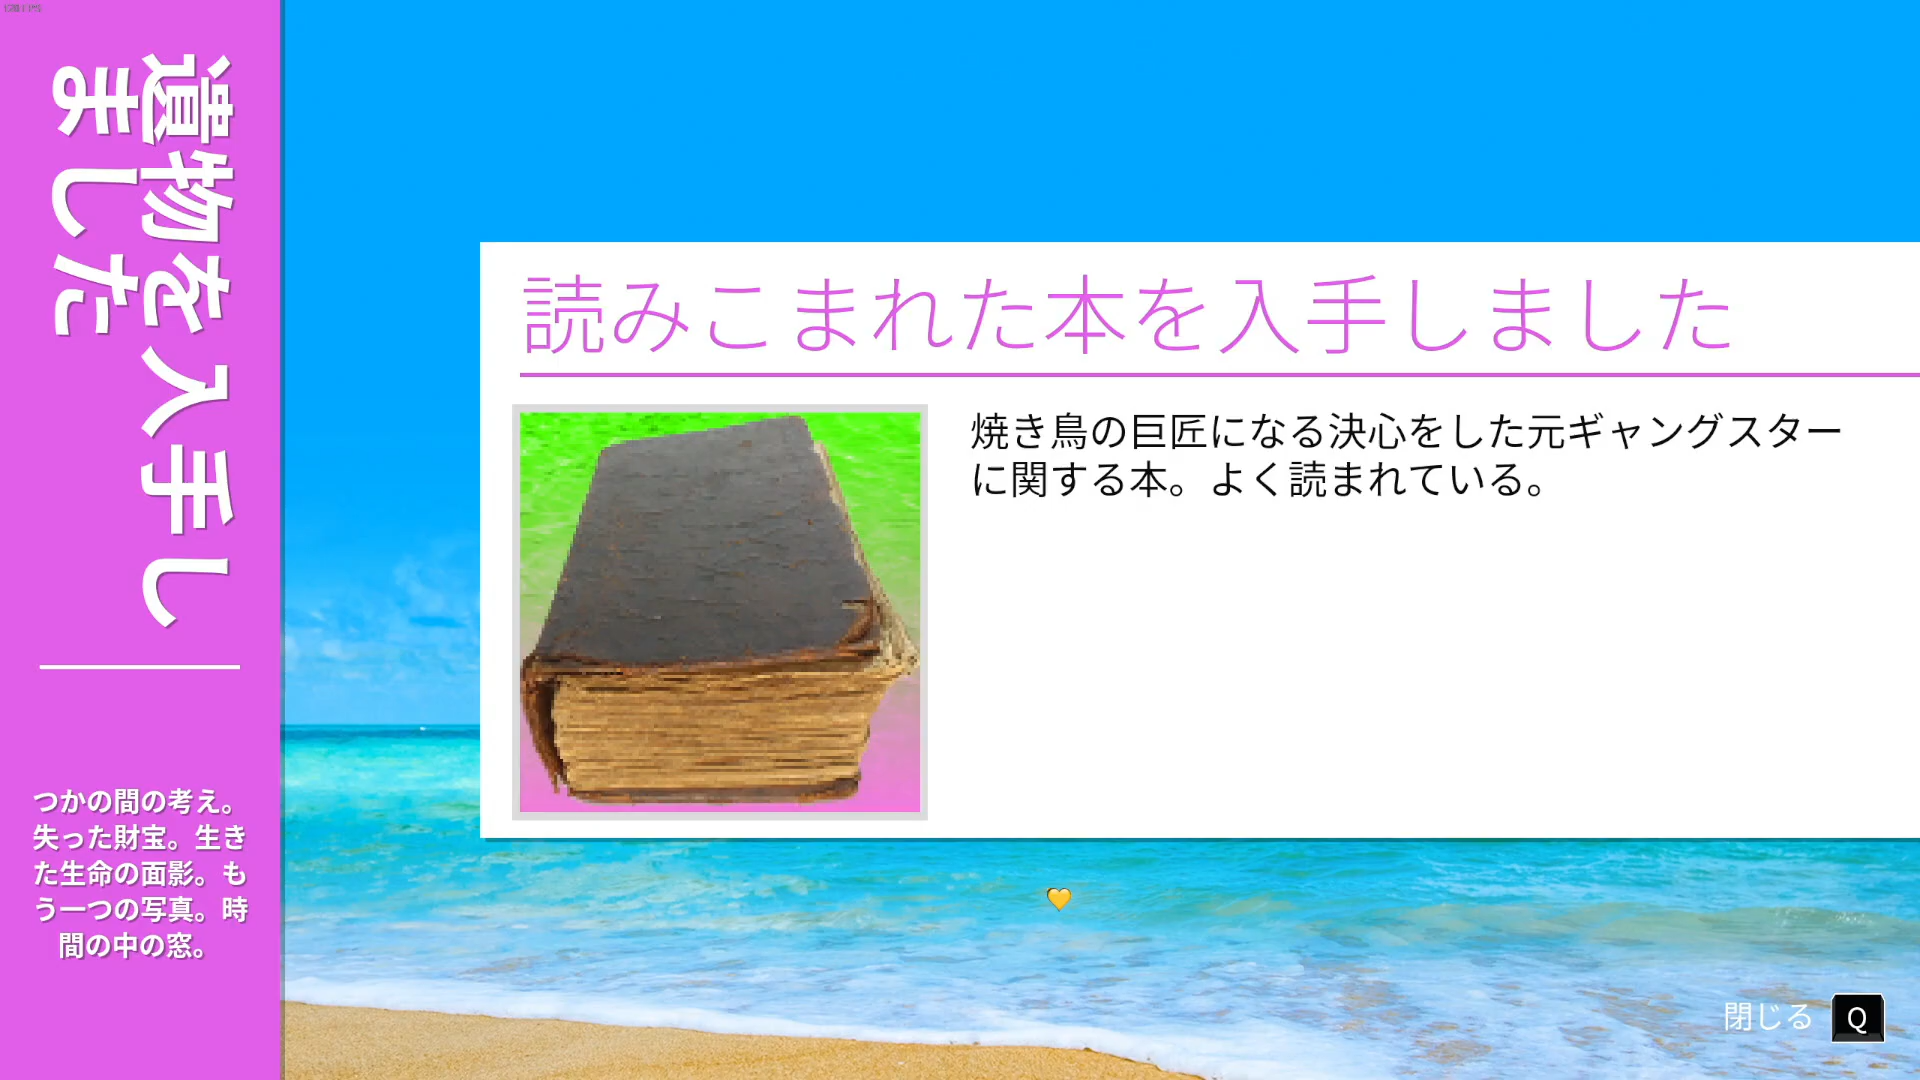 遺物を入手し
ました
つかの間の考え。
失った財宝。生き
た生命の面影。も
う一つの写真。時
間の中の窓。
読みこまれた本を入手しました
焼き鳥の巨匠になる決心をした元ギャングスター
に関する本。よく読まれている。
閉じる Q